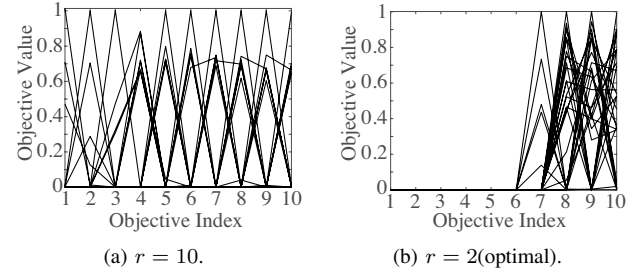 1
0.8
0.6
0.4
0.2
0
Objective Value
1 2 3 4 5 6 7 8 9 10
Objective Index
(a) r = 10.
1
0.8
0.6
0.4
0.2
0
Objective Value
1 2 3 4 5 6 7 8 9 10
Objective Index
(b) r = 2(optimal).